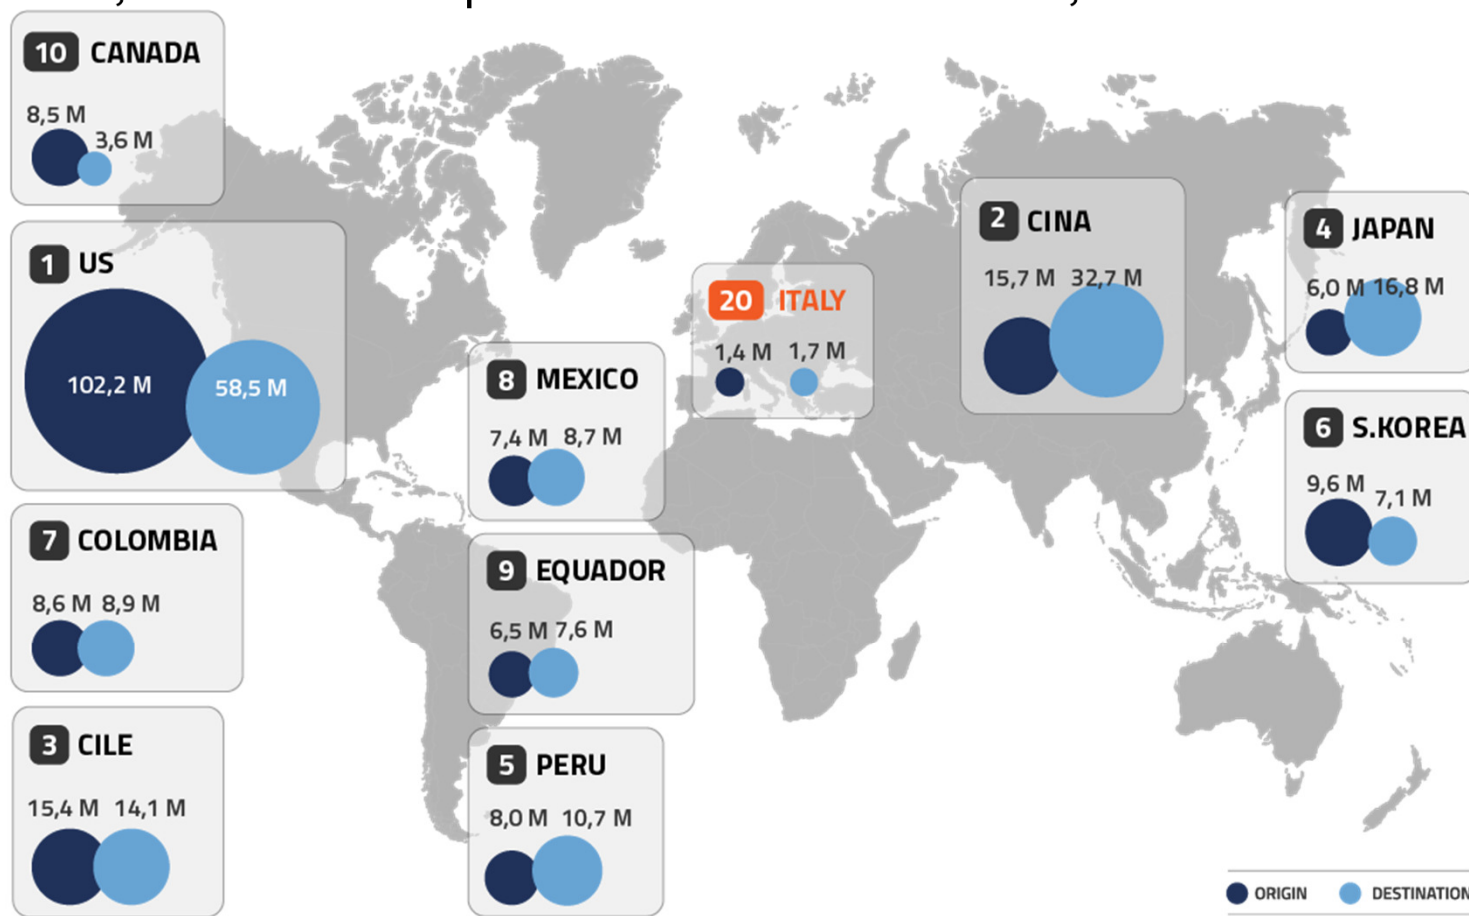 10 CANADA
8,5 M
3,6 M
1 US
102,2 M 58,5 M
7 COLOMBIA
8,6 M 8,9 M
3 CILE
15,4 M 14,1 M
8 MEXICO
7,4 M 8,7 M
9 EQUADOR
6,5 M 7,6 M
5 PERU
8,0 M 10,7 M
20 ITALY
1,4 M 1,7 M
2 CINA
15,7 M 32,7 M
4 JAPAN
6,0 M 16,8 M
6 S.KOREA
9,6 M
7,1 M
ORIGIN DESTINATION